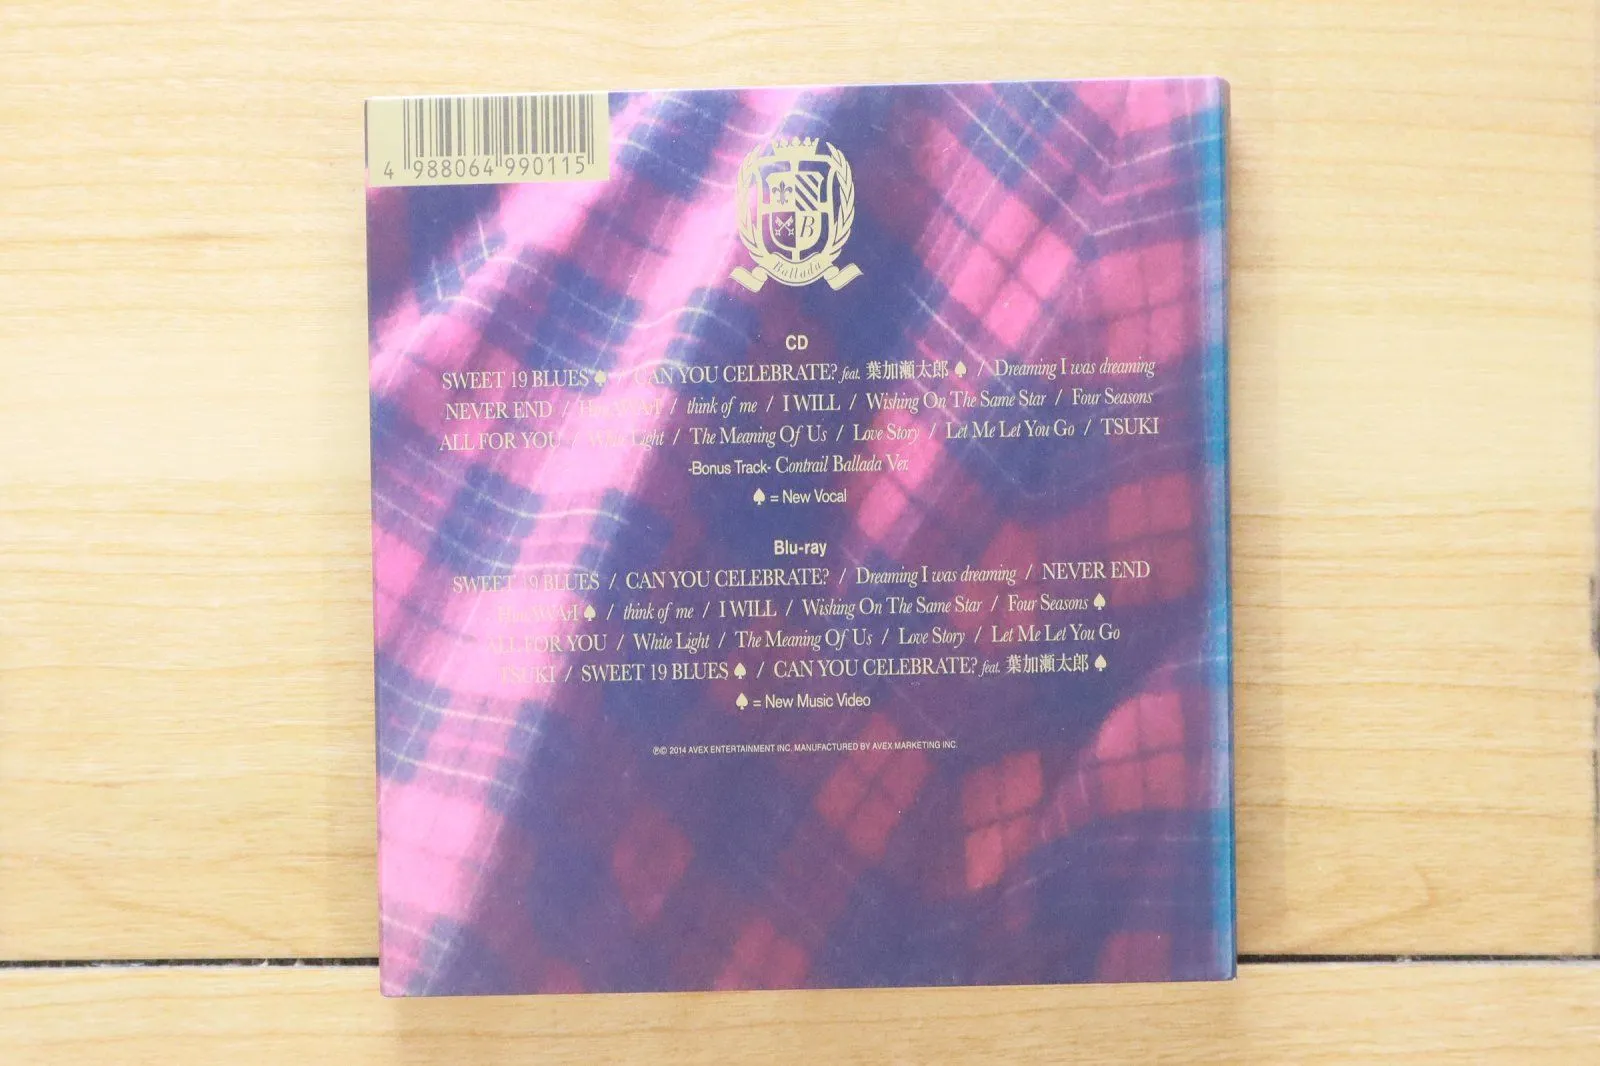 4 988064 990115
B
Ballada
CD
SWEET 19 BLUES♠ / CAN YOU CELEBRATE? feat. 葉加瀬太郎 ♠ / Dreaming I was dreaming
NEVER END / HimAWArI / think of me / I WILL / Wishing On The Same Star / Four Seasons
ALL FOR YOU / White Light / The Meaning Of Us / Love Story / Let Me Let You Go / TSUKI
-Bonus Track- Contrail Ballada Ver.
♠ = New Vocal
Blu-ray
SWEET 19 BLUES / CAN YOU CELEBRATE? / Dreaming I was dreaming / NEVER END
HimAWArI ♠ / think of me / I WILL / Wishing On The Same Star / Four Seasons ♠
ALL FOR YOU / White Light / The Meaning Of Us / Love Story / Let Me Let You Go
TSUKI / SWEET 19 BLUES ♠ / CAN YOU CELEBRATE? feat. 葉加瀬太郎 ♠
♠ = New Music Video
℗© 2014 AVEX ENTERTAINMENT INC. MANUFACTURED BY AVEX MARKETING INC.